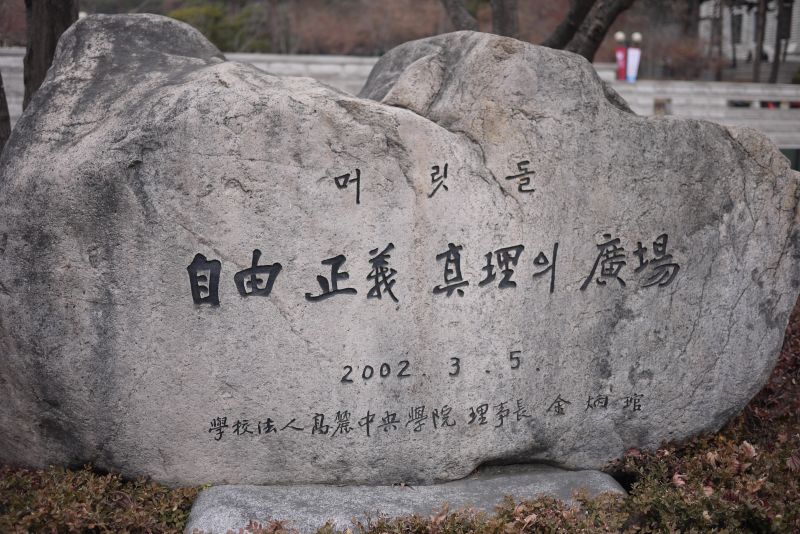 머릿돌
自由 正義 真理의 廣場
2002. 3. 5.
學校法人高麗中央學院 理事長 金炳琯